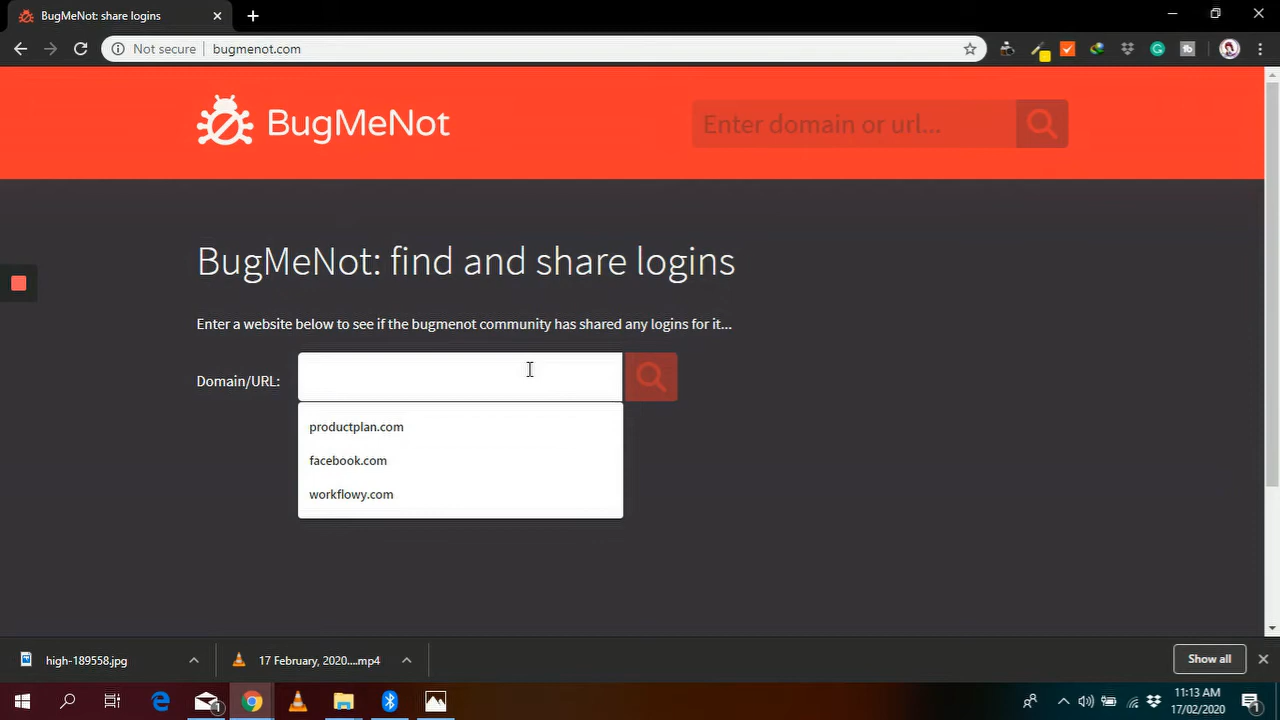 BugMeNot: share logins
Not secure | bugmenot.com
BugMeNot
Enter domain or url...
BugMeNot: find and share logins
Enter a website below to see if the bugmenot community has shared any logins for it...
Domain/URL:
productplan.com
facebook.com
workflowy.com
high-189558.jpg
17 February, 2020....mp4
Show all
1
11:13 AM
17/02/2020
1